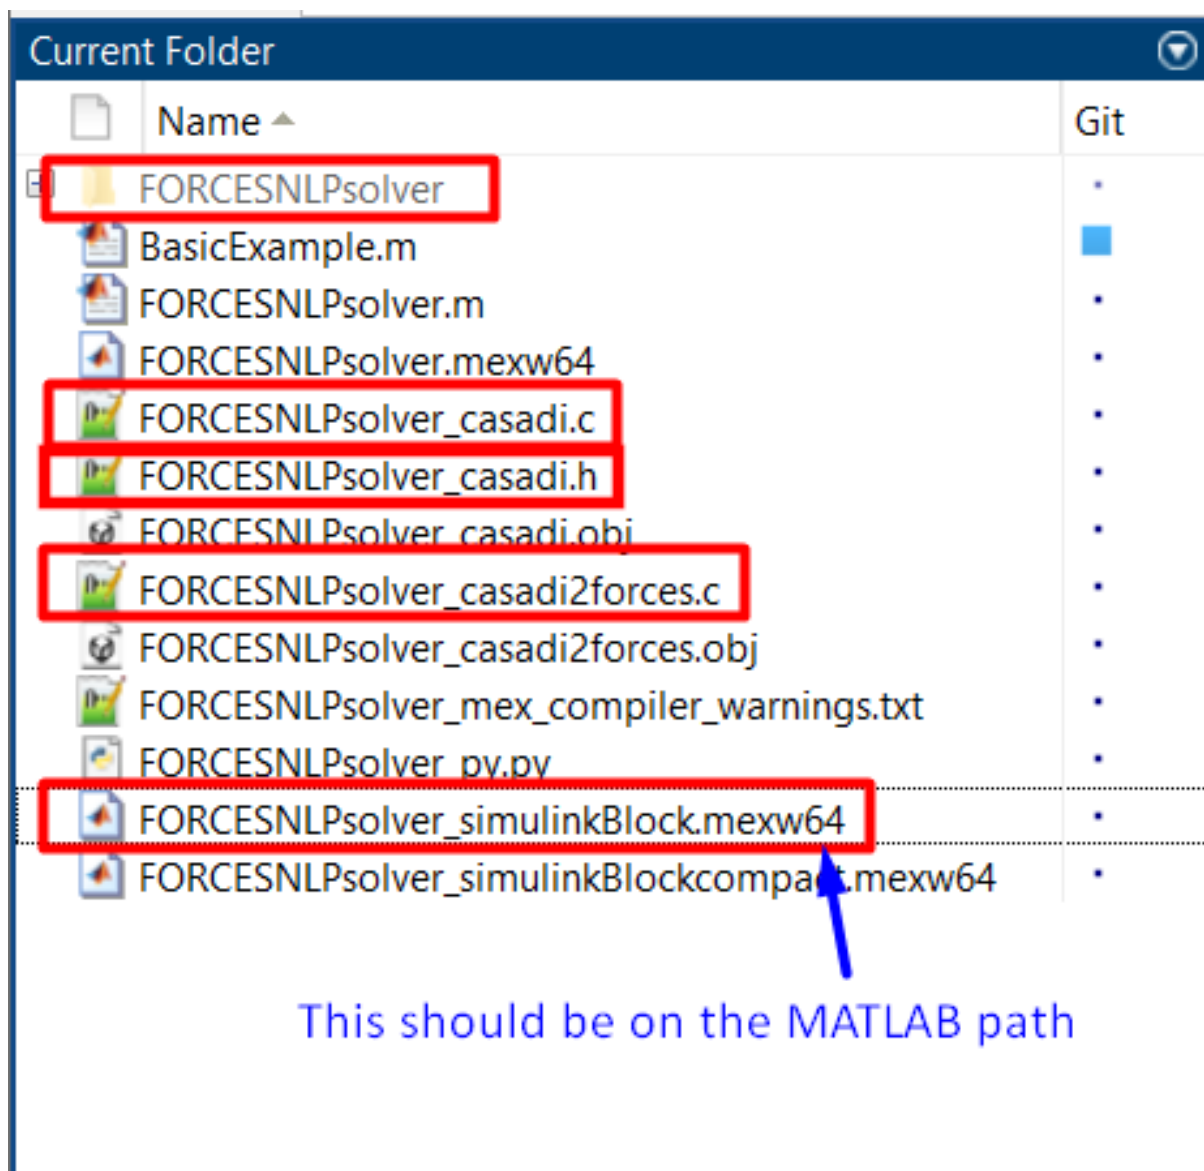 Current Folder
Name Git
FORCESNLPsolver
BasicExample.m
FORCESNLPsolver.m
FORCESNLPsolver.mexw64
FORCESNLPsolver_casadi.c
FORCESNLPsolver_casadi.h
FORCESNLPsolver_casadi.obj
FORCESNLPsolver_casadi2forces.c
FORCESNLPsolver_casadi2forces.obj
FORCESNLPsolver_mex_compiler_warnings.txt
FORCESNLPsolver_py.py
FORCESNLPsolver_simulinkBlock.mexw64
FORCESNLPsolver_simulinkBlockcompact.mexw64
This should be on the MATLAB path